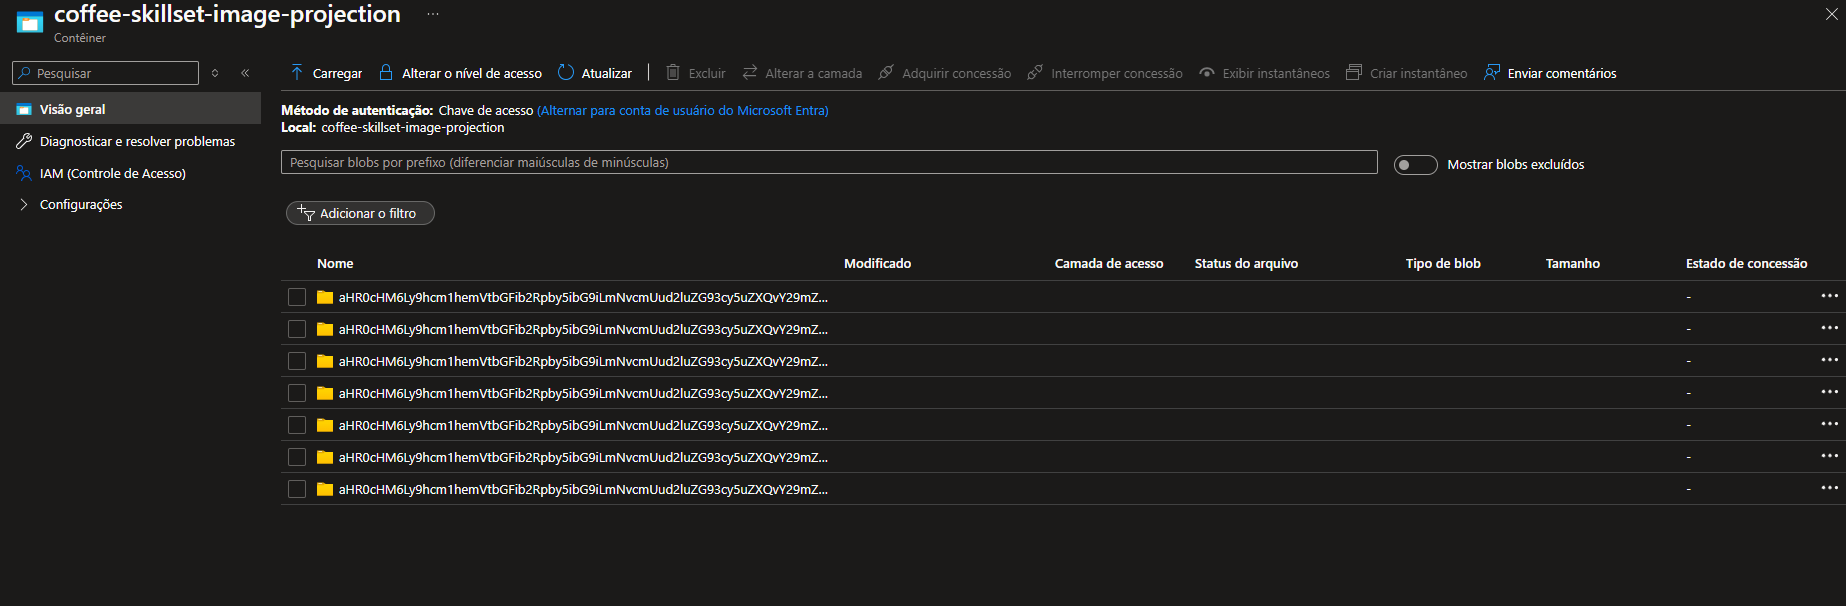 coffee-skillset-image-projection ...
Contêiner
Pesquisar
Carregar Alterar o nível de acesso Atualizar Excluir Alterar a camada Adquirir concessão Interromper concessão Exibir instantâneos Criar instantâneo Enviar comentários
Visão geral
Diagnosticar e resolver problemas
IAM (Controle de Acesso)
Configurações
Método de autenticação: Chave de acesso (Alternar para conta de usuário do Microsoft Entra)
Local: coffee-skillset-image-projection
Pesquisar blobs por prefixo (diferenciar maiúsculas de minúsculas)
Mostrar blobs excluídos
Adicionar o filtro
Nome Modificado Camada de acesso Status do arquivo Tipo de blob Tamanho Estado de concessão
aHR0cHM6Ly9hcm1hemVtbGFib2Rpby5ibG9iLmNvcmUud2luZG93cy5uZXQvY29mZ... -
aHR0cHM6Ly9hcm1hemVtbGFib2Rpby5ibG9iLmNvcmUud2luZG93cy5uZXQvY29mZ... -
aHR0cHM6Ly9hcm1hemVtbGFib2Rpby5ibG9iLmNvcmUud2luZG93cy5uZXQvY29mZ... -
aHR0cHM6Ly9hcm1hemVtbGFib2Rpby5ibG9iLmNvcmUud2luZG93cy5uZXQvY29mZ... -
aHR0cHM6Ly9hcm1hemVtbGFib2Rpby5ibG9iLmNvcmUud2luZG93cy5uZXQvY29mZ... -
aHR0cHM6Ly9hcm1hemVtbGFib2Rpby5ibG9iLmNvcmUud2luZG93cy5uZXQvY29mZ... -
aHR0cHM6Ly9hcm1hemVtbGFib2Rpby5ibG9iLmNvcmUud2luZG93cy5uZXQvY29mZ... -